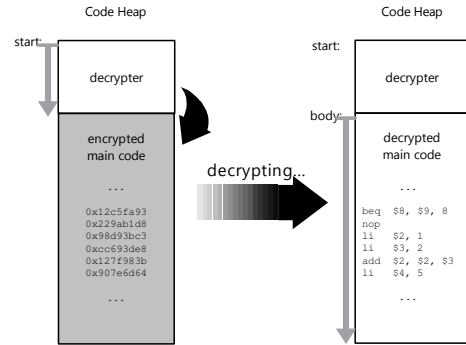 Code Heap
start:
decrypter
encrypted
main code
...
0x12c5fa93
0x229ab1d8
0x98d93bc3
0xcc693de8
0x127f983b
0x907e6d64
...
decrypting...
Code Heap
start:
decrypter
body:
decrypted
main code
...
beq $8, $9, 8
nop
li $2, 1
li $3, 2
add $2, $2, $3
li $4, 5
...